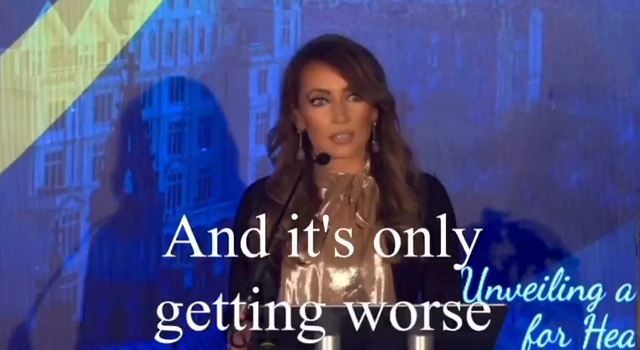 And it's only
getting worse
Unveiling a
for Hea